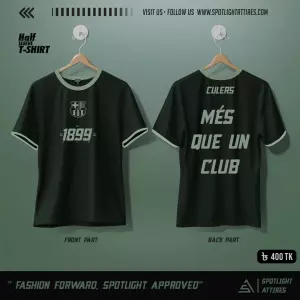 VISIT US • FOLLOW US WWW.SPOTLIGHTATTIRES.COM
Half
SLEEVE
T-SHIRT
1899
CULERS
MÉS
QUE UN
CLUB
FRONT PART
BACK PART
৳ 400 TK
" FASHION FORWARD, SPOTLIGHT APPROVED"
SPOTLIGHT
ATTIRES